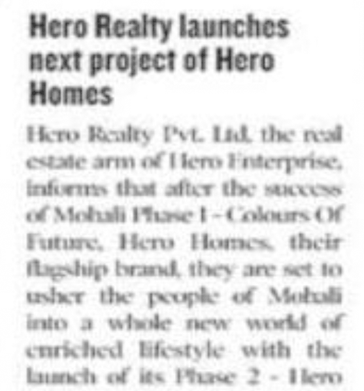 Hero Realty launches
next project of Hero
Homes
Hero Realty Pvt. Ltd, the real
estate arm of Hero Enterprise,
informs that after the success
of Mohali Phase I - Colours Of
Future, Hero Homes, their
flagship brand, they are set to
usher the people of Mohali
into a whole new world of
enriched lifestyle with the
launch of its Phase 2 - Hero